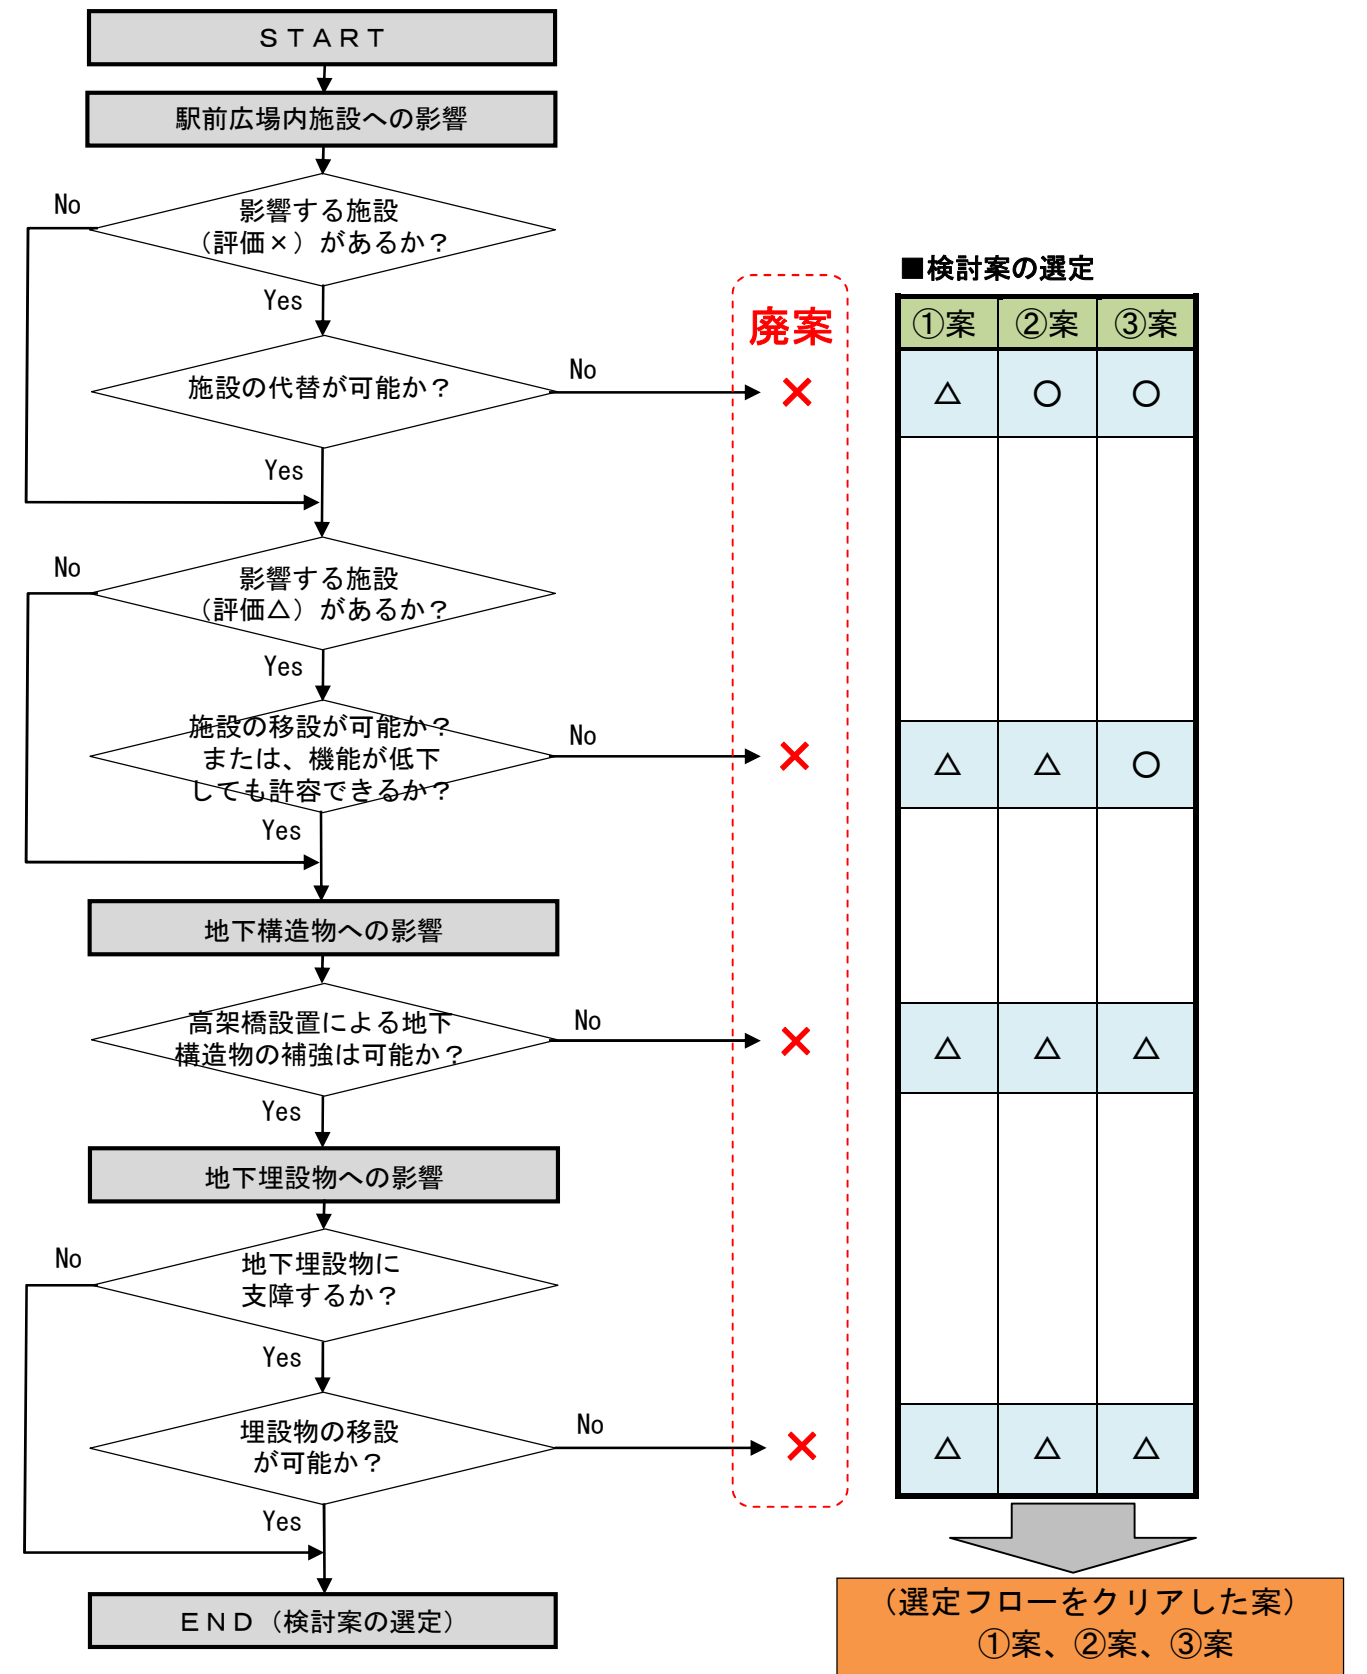 ＳＴＡＲＴ
駅前広場内施設への影響
No
影響する施設
（評価×）があるか？
Yes
施設の代替が可能か？
No
Yes
No
影響する施設
（評価△）があるか？
Yes
施設の移設が可能か？
または、機能が低下
しても許容できるか？
No
Yes
地下構造物への影響
高架橋設置による地下
構造物の補強は可能か？
No
Yes
地下埋設物への影響
No
地下埋設物に
支障するか？
Yes
埋設物の移設
が可能か？
No
Yes
ＥＮＤ（検討案の選定）
廃案
×
×
×
×
■検討案の選定
①案 ②案 ③案
△ ○ ○
△ △ ○
△ △ △
△ △ △
（選定フローをクリアした案）
①案、②案、③案